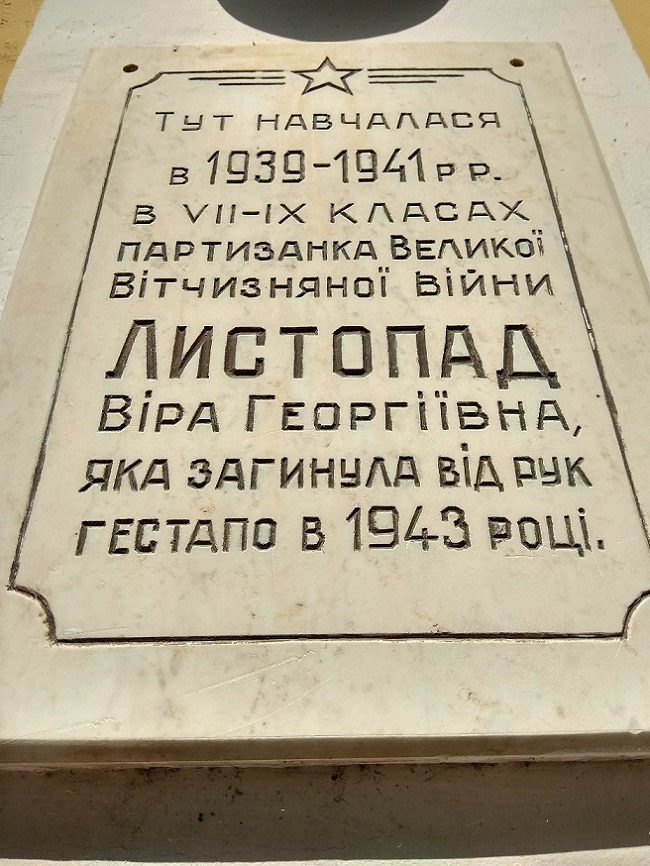 Тут навчалася
в 1939-1941 р р.
в VII-IX класах
партизанка Великої
Вітчизняної війни
Листопад
Віра Георгіївна,
яка загинула від рук
гестапо в 1943 році.